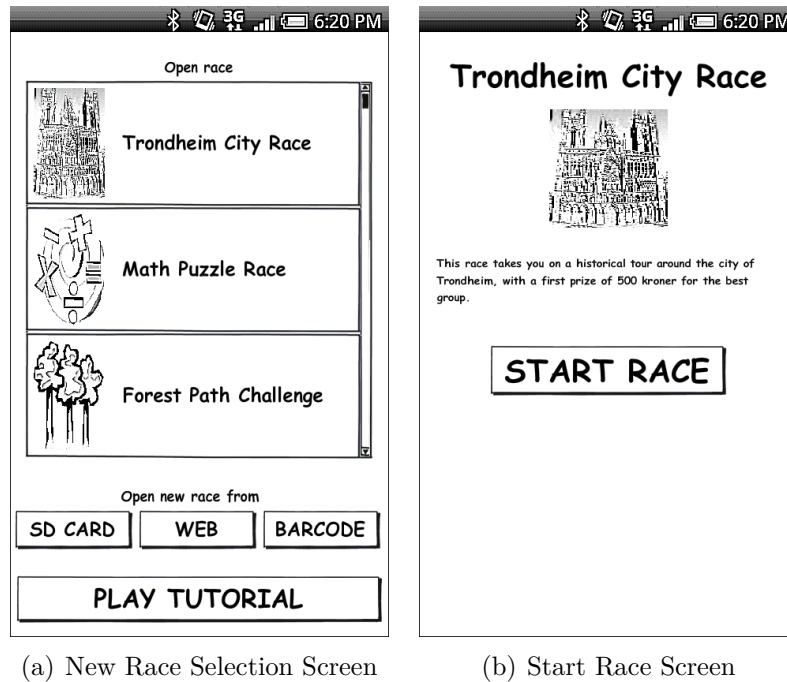 3G 6:20 PM
Open race
Trondheim City Race
Math Puzzle Race
Forest Path Challenge
Open new race from
SD CARD WEB BARCODE
PLAY TUTORIAL
(a) New Race Selection Screen
3G 6:20 PM
Trondheim City Race
This race takes you on a historical tour around the city of
Trondheim, with a first prize of 500 kroner for the best
group.
START RACE
(b) Start Race Screen